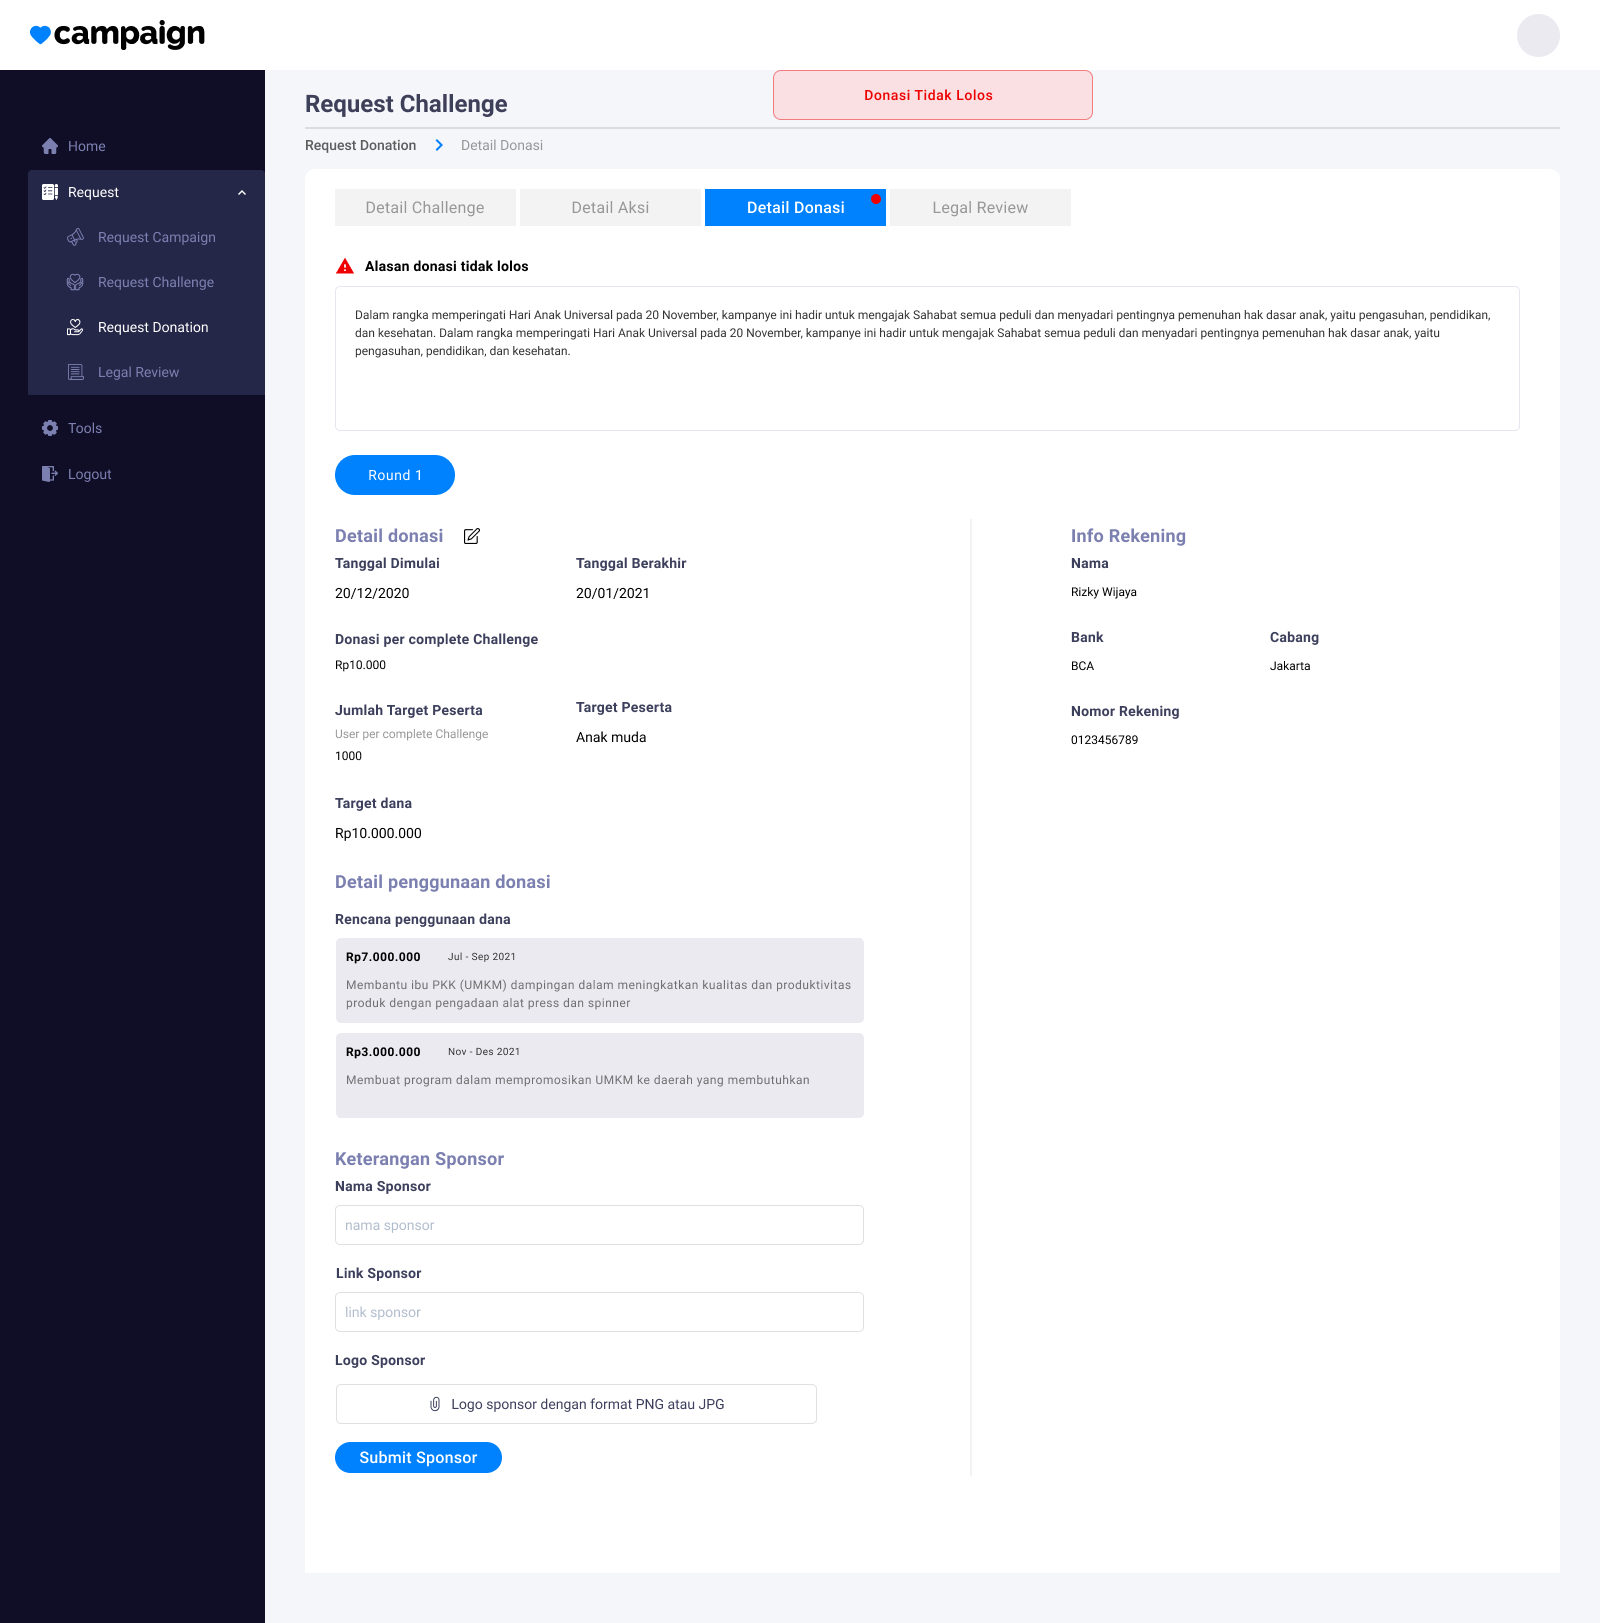 campaign
Home
Request
Request Campaign
Request Challenge
Request Donation
Legal Review
Tools
Logout
Request Challenge
Donasi Tidak Lolos
Request Donation
Detail Donasi
Detail Challenge
Detail Aksi
Detail Donasi
Legal Review
Alasan donasi tidak lolos
Dalam rangka memperingati Hari Anak Universal pada 20 November, kampanye ini hadir untuk mengajak Sahabat semua peduli dan menyadari pentingnya pemenuhan hak dasar anak, yaitu pengasuhan, pendidikan,
dan kesehatan. Dalam rangka memperingati Hari Anak Universal pada 20 November, kampanye ini hadir untuk mengajak Sahabat semua peduli dan menyadari pentingnya pemenuhan hak dasar anak, yaitu
pengasuhan, pendidikan, dan kesehatan.
Round 1
Detail donasi
Tanggal Dimulai
Tanggal Berakhir
20/12/2020
20/01/2021
Donasi per complete Challenge
Rp10.000
Jumlah Target Peserta
User per complete Challenge
1000
Target Peserta
Anak muda
Target dana
Rp10.000.000
Detail penggunaan donasi
Rencana penggunaan dana
Rp7.000.000
Jul - Sep 2021
Membantu ibu PKK (UMKM) dampingan dalam meningkatkan kualitas dan produktivitas
produk dengan pengadaan alat press dan spinner
Rp3.000.000
Nov - Des 2021
Membuat program dalam mempromosikan UMKM ke daerah yang membutuhkan
Keterangan Sponsor
Nama Sponsor
nama sponsor
Link Sponsor
link sponsor
Logo Sponsor
Logo sponsor dengan format PNG atau JPG
Submit Sponsor
Info Rekening
Nama
Rizky Wijaya
Bank
Cabang
BCA
Jakarta
Nomor Rekening
0123456789